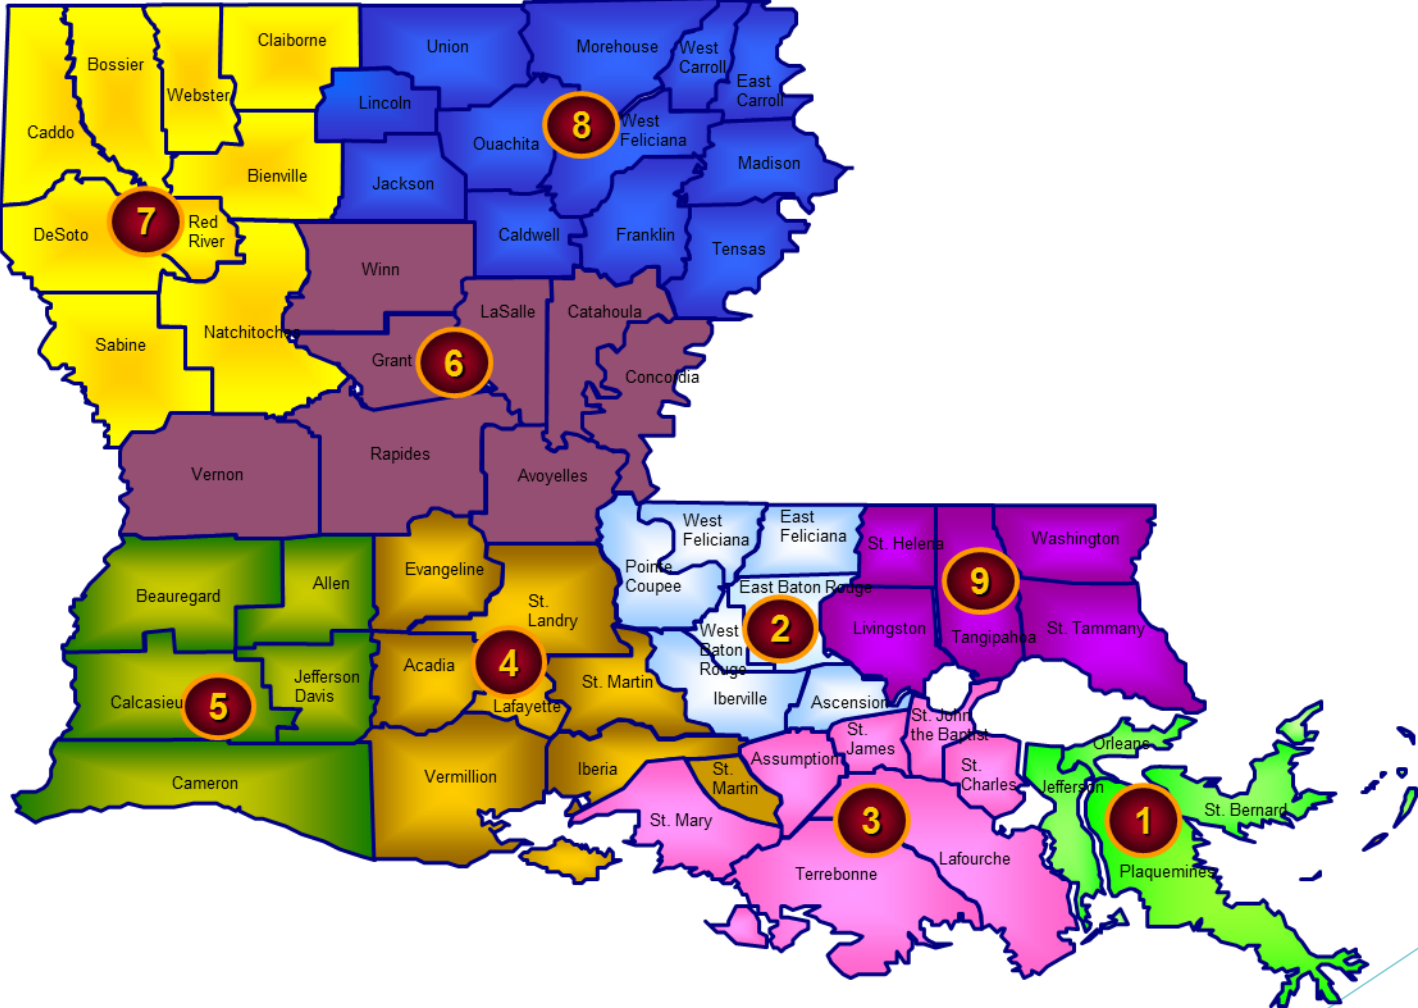 Claiborne
Union
Morehouse
West
Carroll
Bossier
Webster
Lincoln
East
Carroll
Caddo
8
West
Feliciana
Ouachita
Madison
Bienville
Jackson
7
Red
River
DeSoto
Caldwell
Franklin
Tensas
Winn
LaSalle
Catahoula
Natchitoches
Sabine
Grant
6
Concordia
Rapides
Vernon
Avoyelles
West
Feliciana
East
Feliciana
St. Helena
Washington
Evangeline
Pointe
Coupee
Allen
Beauregard
East Baton Rouge
9
St.
Landry
West
Baton
Rouge
2
Livingston
Tangipahoa
St. Tammany
Acadia
4
St. Martin
Jefferson
Davis
Calcasieu
5
Lafayette
Iberville
Ascension
St. John
the Baptist
St.
James
Orleans
Assumption
Vermillion
Iberia
St.
Martin
St.
Charles
Jefferson
Cameron
St. Mary
3
1
St. Bernard
Terrebonne
Lafourche
Plaquemines